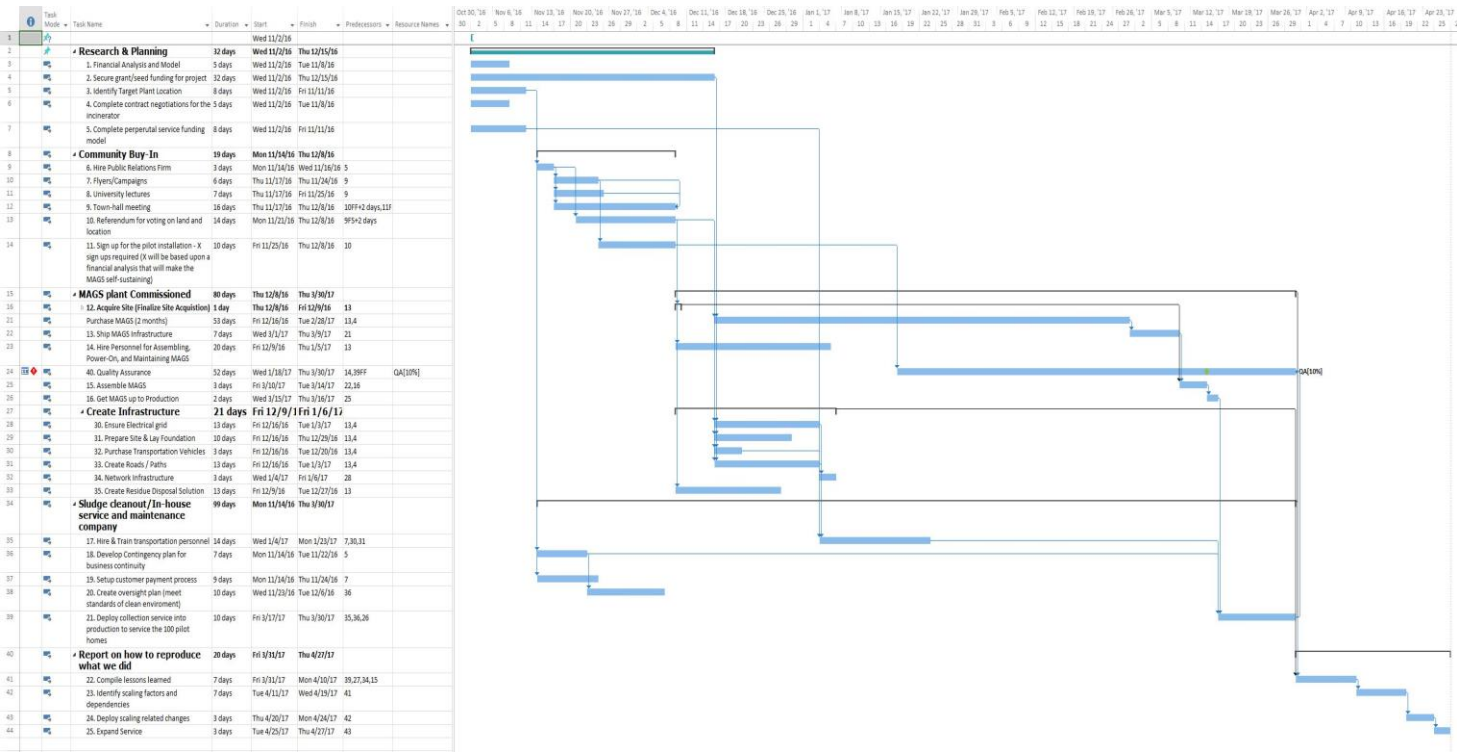 Task Mode Task Name Duration Start Finish Predecessors Resource Names
Oct 30, '16 Nov 6, '16 Nov 13, '16 Nov 20, '16 Nov 27, '16 Dec 4, '16 Dec 11, '16 Dec 18, '16 Dec 25, '16 Jan 1, '17 Jan 8, '17 Jan 15, '17 Jan 22, '17 Jan 29, '17 Feb 5, '17 Feb 12, '17 Feb 19, '17 Feb 26, '17 Mar 5, '17 Mar 12, '17 Mar 19, '17 Mar 26, '17 Apr 2, '17 Apr 9, '17 Apr 16, '17 Apr 23, '17
1 Wed 11/2/16
2 Research & Planning 32 days Wed 11/2/16 Thu 12/15/16
3 1. Financial Analysis and Model 5 days Wed 11/2/16 Tue 11/8/16
4 2. Secure grant/seed funding for project 32 days Wed 11/2/16 Thu 12/15/16
5 3. Identify Target Plant Location 8 days Wed 11/2/16 Fri 11/11/16
6 4. Complete contract negotiations for the 5 days Wed 11/2/16 Tue 11/8/16
incinerator
7 5. Complete perperutal service funding 8 days Wed 11/2/16 Fri 11/11/16
model
8 Community Buy-In 19 days Mon 11/14/16 Thu 12/8/16
9 6. Hire Public Relations Firm 3 days Mon 11/14/16 Wed 11/16/16 5
10 7. Flyers/Campaigns 6 days Thu 11/17/16 Thu 11/24/16 9
11 8. University lectures 7 days Thu 11/17/16 Fri 11/25/16 9
12 9. Town-hall meeting 16 days Thu 11/17/16 Thu 12/8/16 10FF+2 days,11F
13 10. Referendum for voting on land and 14 days Mon 11/21/16 Thu 12/8/16 9FS+2 days
location
14 11. Sign up for the pilot installation - X 10 days Fri 11/25/16 Thu 12/8/16 10
sign ups required (X will be based upon a
financial analysis that will make the
MAGS self-sustaining)
15 MAGS plant Commissioned 80 days Thu 12/8/16 Thu 3/30/17
16 12. Acquire Site (Finalize Site Acquistion) 1 day Thu 12/8/16 Fri 12/9/16 13
21 Purchase MAGS (2 months) 53 days Fri 12/16/16 Tue 2/28/17 13,4
22 13. Ship MAGS Infrastructure 7 days Wed 3/1/17 Thu 3/9/17 21
23 14. Hire Personnel for Assembling, 20 days Fri 12/9/16 Thu 1/5/17 13
Power-On, and Maintaining MAGS
24 40. Quality Assurance 52 days Wed 1/18/17 Thu 3/30/17 14,39FF QA[10%] QA[10%]
25 15. Assemble MAGS 3 days Fri 3/10/17 Tue 3/14/17 22,16
26 16. Get MAGS up to Production 2 days Wed 3/15/17 Thu 3/16/17 25
27 Create Infrastructure 21 days Fri 12/9/1 Fri 1/6/17
28 30. Ensure Electrical grid 13 days Fri 12/16/16 Tue 1/3/17 13,4
29 31. Prepare Site & Lay Foundation 10 days Fri 12/16/16 Thu 12/29/16 13,4
30 32. Purchase Transportation Vehicles 3 days Fri 12/16/16 Tue 12/20/16 13,4
31 33. Create Roads / Paths 13 days Fri 12/16/16 Tue 1/3/17 13,4
32 34. Network Infrastructure 3 days Wed 1/4/17 Fri 1/6/17 28
33 35. Create Residue Disposal Solution 13 days Fri 12/9/16 Tue 12/27/16 13
34 Sludge cleanout/In-house 99 days Mon 11/14/16 Thu 3/30/17
service and maintenance
company
35 17. Hire & Train transportation personnel 14 days Wed 1/4/17 Mon 1/23/17 7,30,31
36 18. Develop Contingency plan for 7 days Mon 11/14/16 Tue 11/22/16 5
business continuity
37 19. Setup customer payment process 9 days Mon 11/14/16 Thu 11/24/16 7
38 20. Create oversight plan (meet 10 days Wed 11/23/16 Tue 12/6/16 36
standards of clean enviroment)
39 21. Deploy collection service into 10 days Fri 3/17/17 Thu 3/30/17 35,36,26
production to service the 100 pilot
homes
40 Report on how to reproduce 20 days Fri 3/31/17 Thu 4/27/17
what we did
41 22. Compile lessons learned 7 days Fri 3/31/17 Mon 4/10/17 39,27,34,15
42 23. Identify scaling factors and 7 days Tue 4/11/17 Wed 4/19/17 41
dependencies
43 24. Deploy scaling related changes 3 days Thu 4/20/17 Mon 4/24/17 42
44 25. Expand Service 3 days Tue 4/25/17 Thu 4/27/17 43